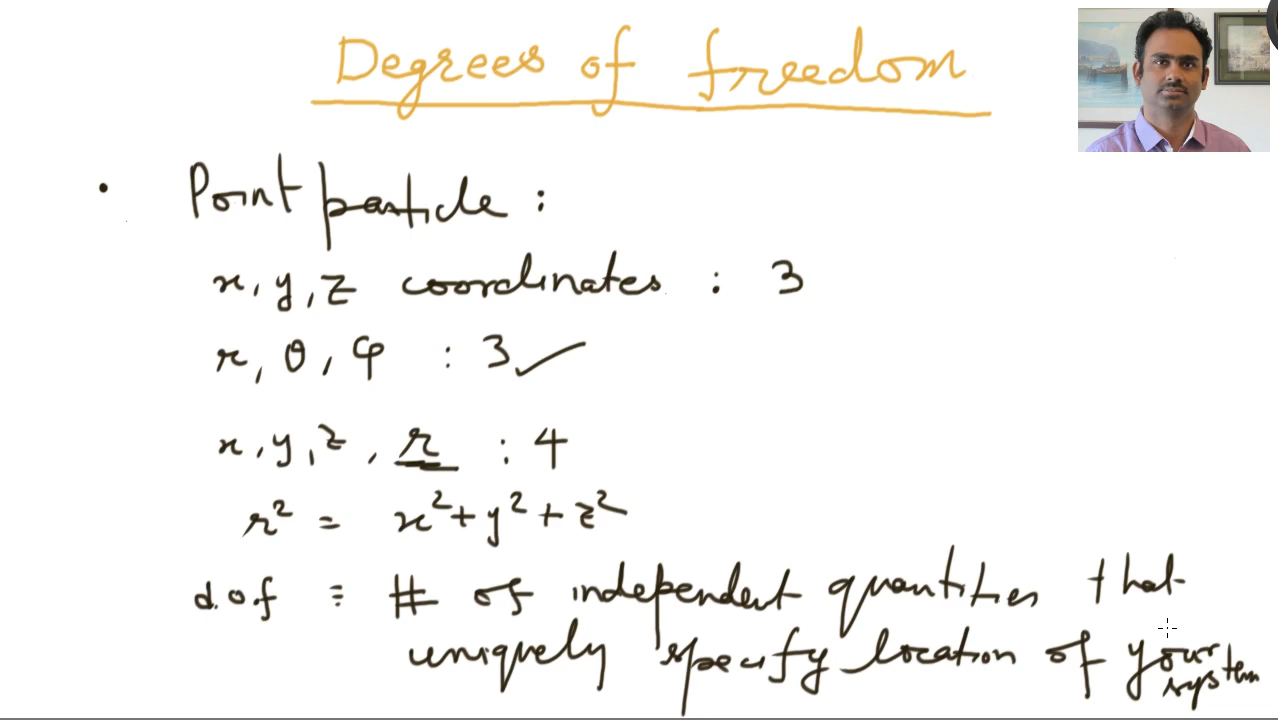 Degrees of freedom
• Point particle :
x, y, z coordinates : 3
r, θ, φ : 3 ✓
x, y, z, r : 4
r² = x² + y² + z²
d.o.f ≡ # of independent quantities that
uniquely specify location of your system